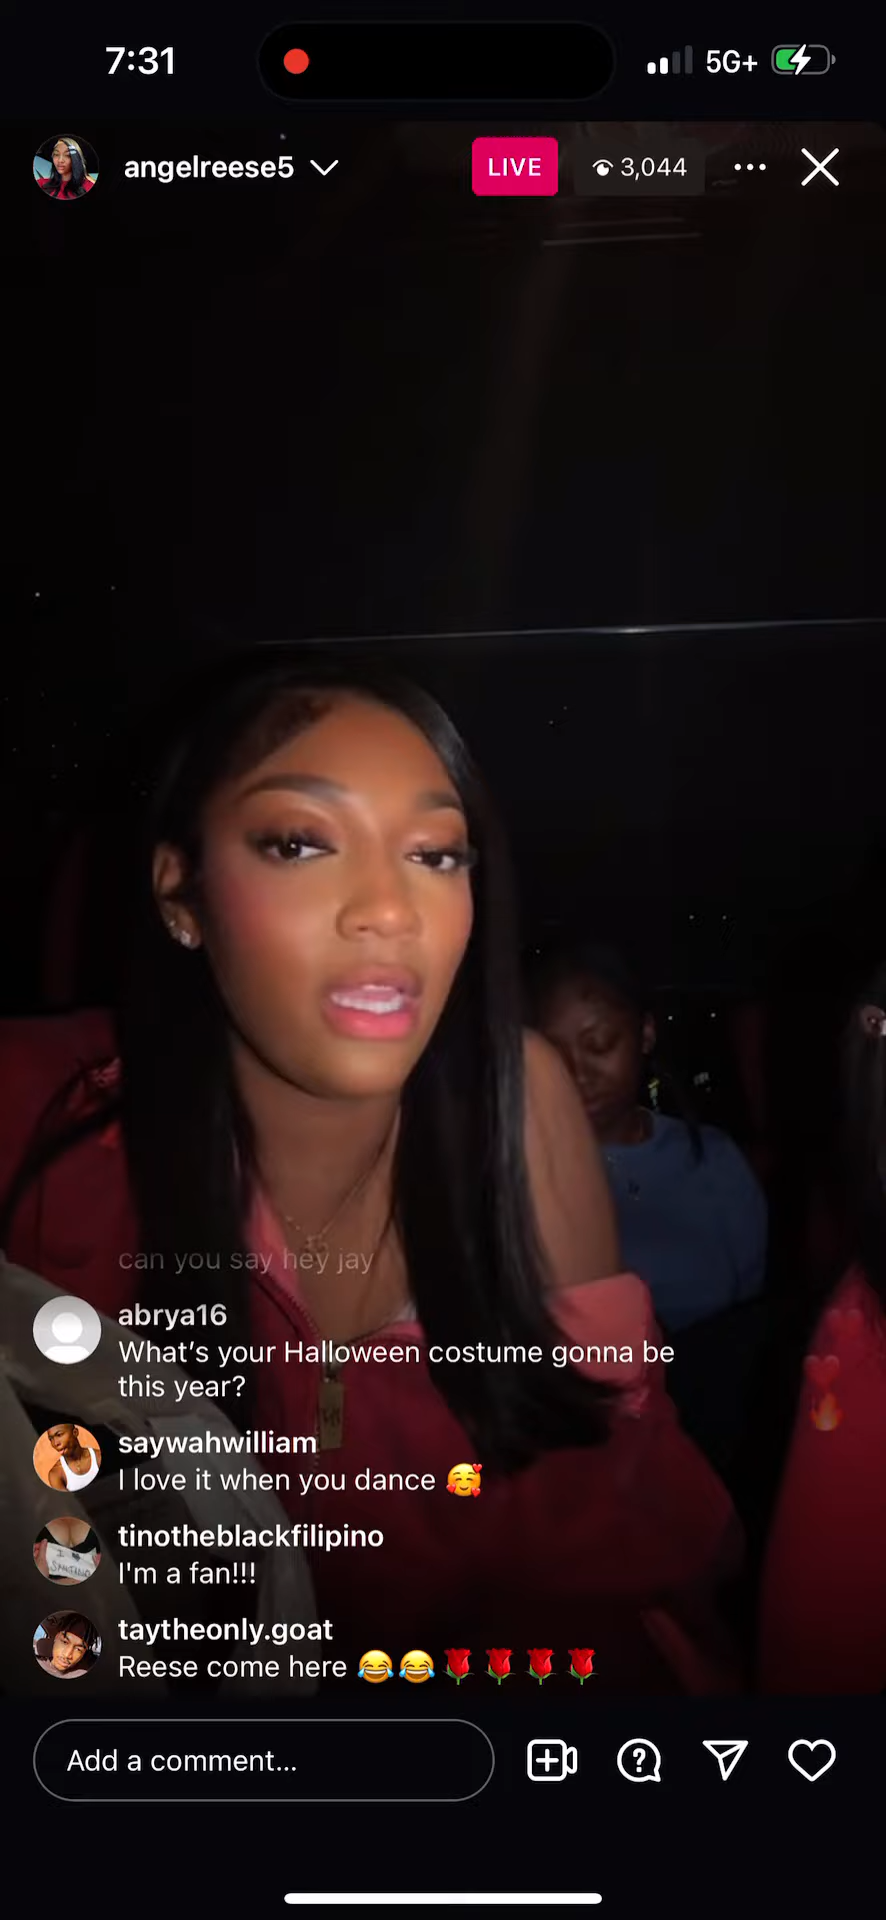 7:31
5G+
angelreese5
LIVE
3,044
can you say hey jay
abrya16
What's your Halloween costume gonna be
this year?
saywahwilliam
I love it when you dance 🥰
tinotheblackfilipino
I'm a fan!!!
taytheonly.goat
Reese come here 😂😂🌹🌹🌹🌹
Add a comment...